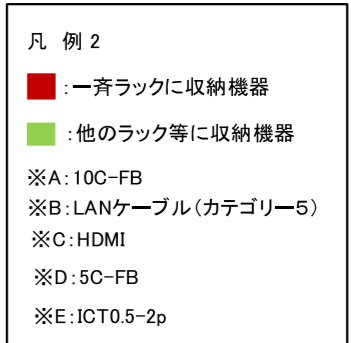 凡 例 2
：一斉ラックに収納機器
：他のラック等に収納機器
※A：10C-FB
※B：LANケーブル（カテゴリー５）
※C：HDMI
※D：5C-FB
※E：ICT0.5-2p